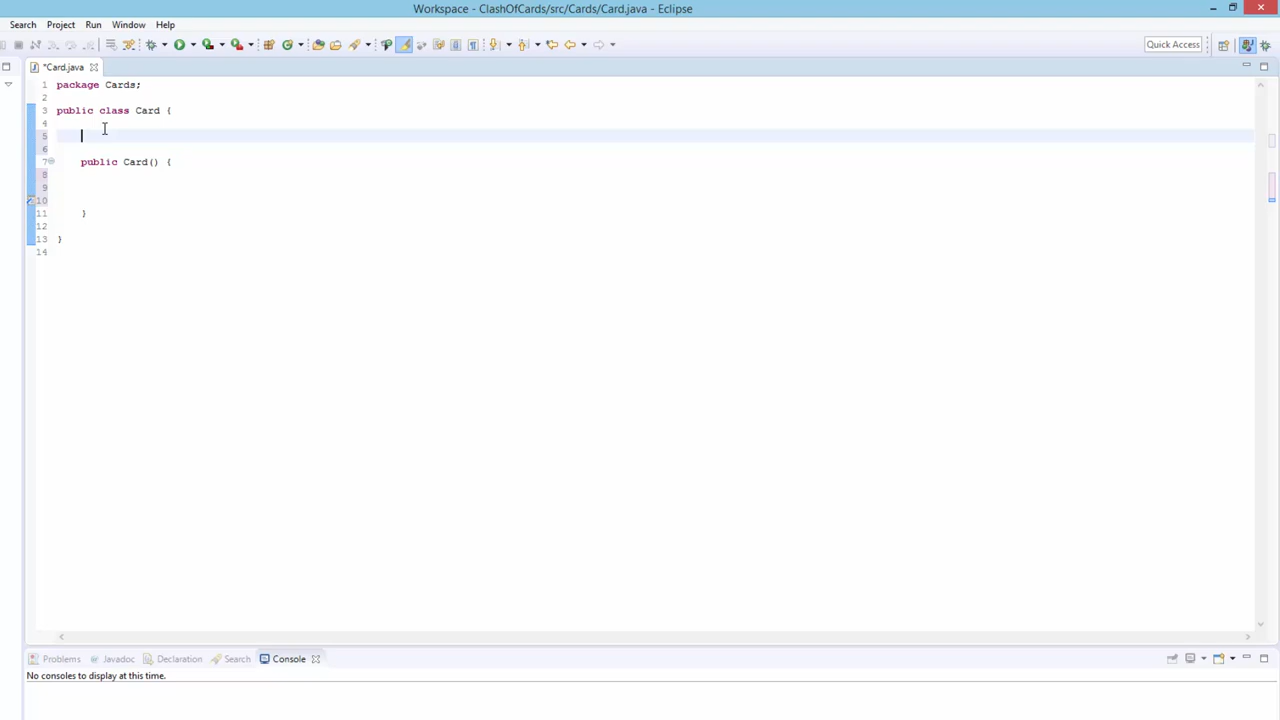 Workspace - ClashOfCards/src/Cards/Card.java - Eclipse
Search Project Run Window Help
Quick Access
*Card.java
1 package Cards;
2
3 public class Card {
4
5
6
7 public Card() {
8
9
10
11 }
12
13 }
14
Problems Javadoc Declaration Search Console
No consoles to display at this time.